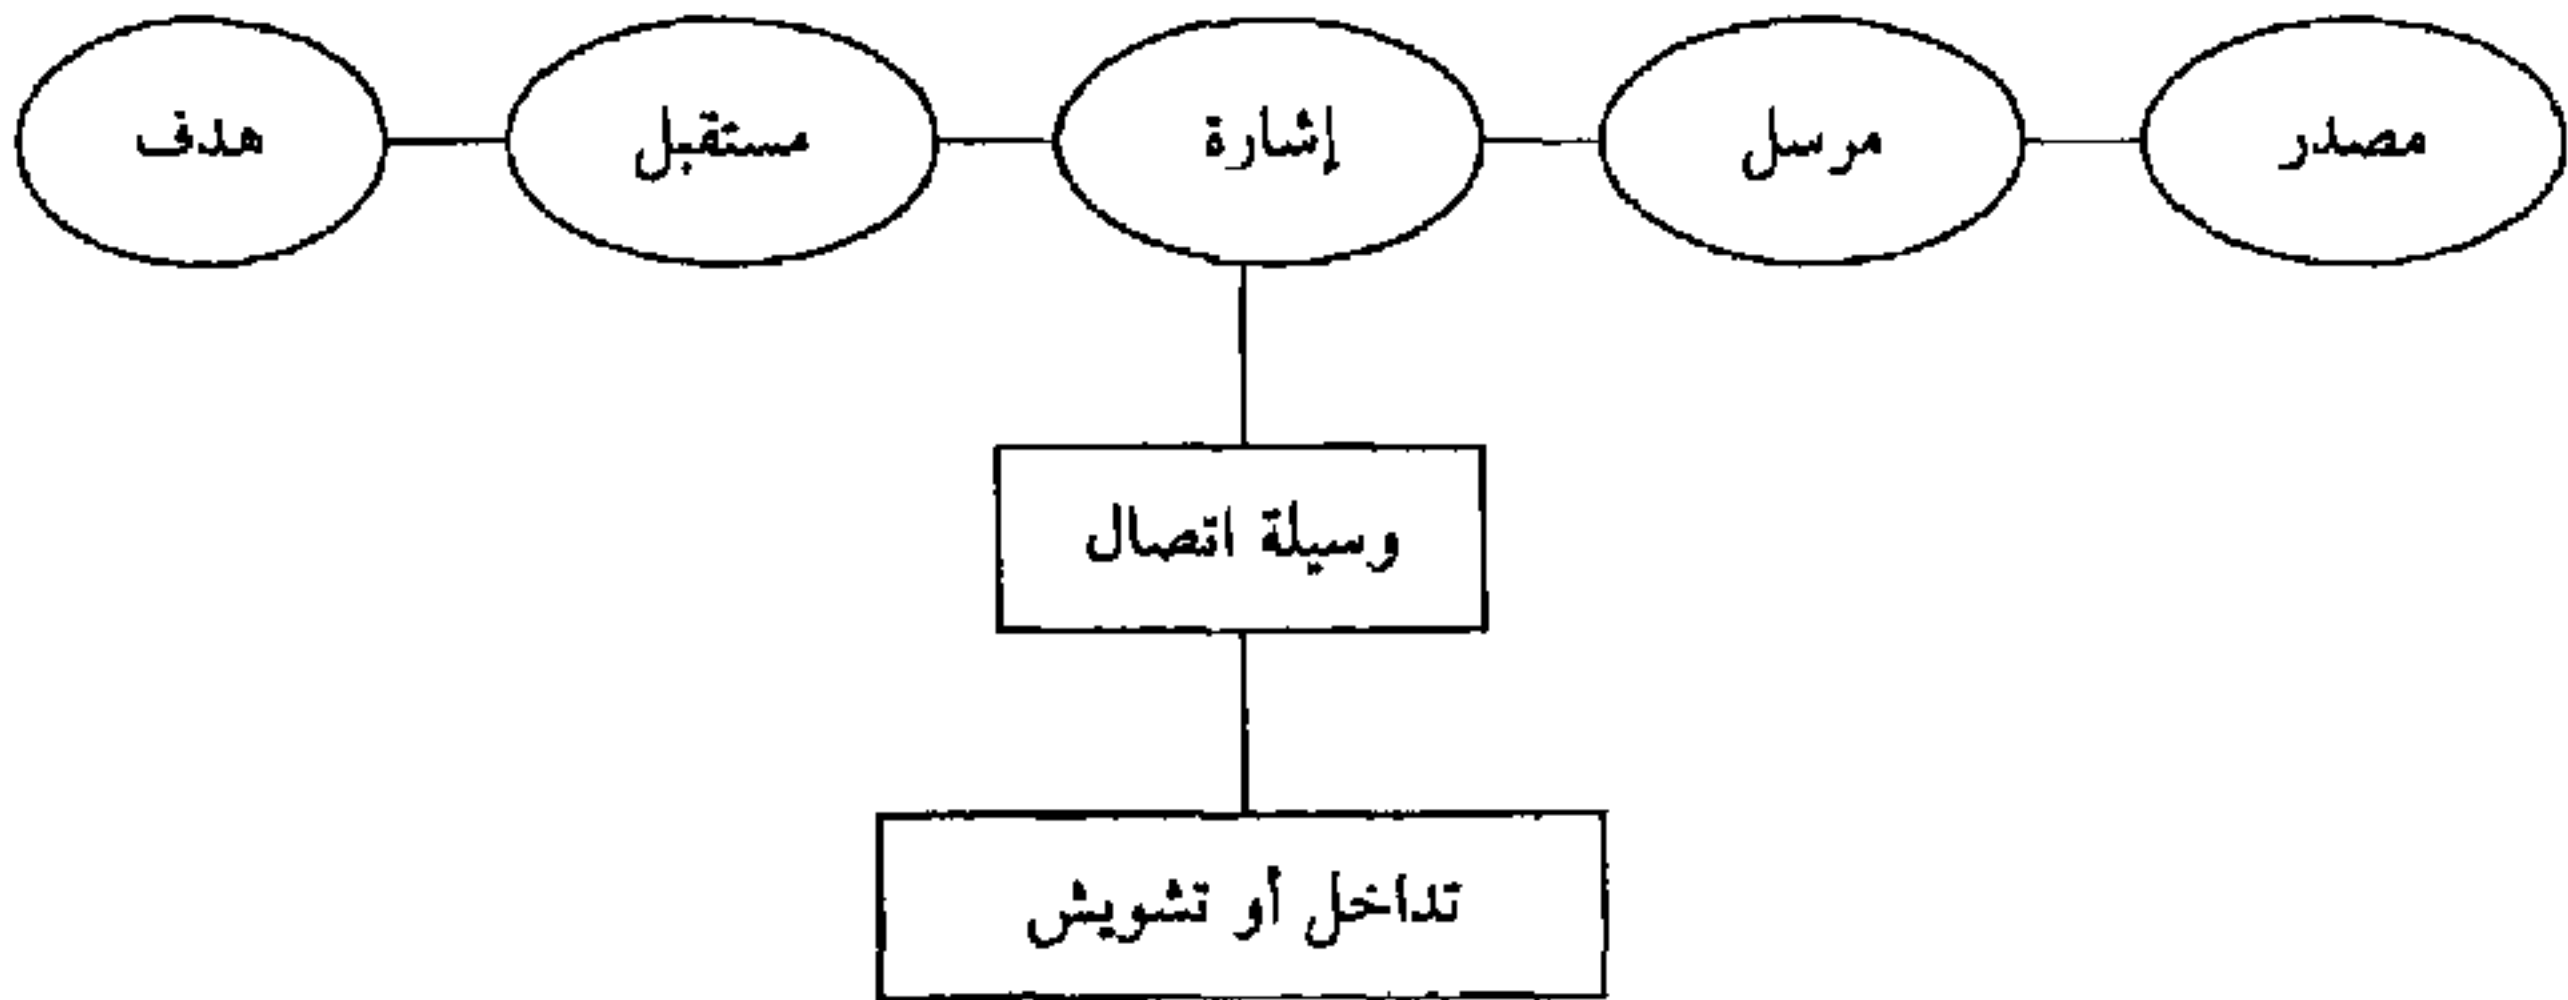 مصدر
مرسل
إشارة
مستقبل
هدف
وسيلة اتصال
تداخل أو تشويش